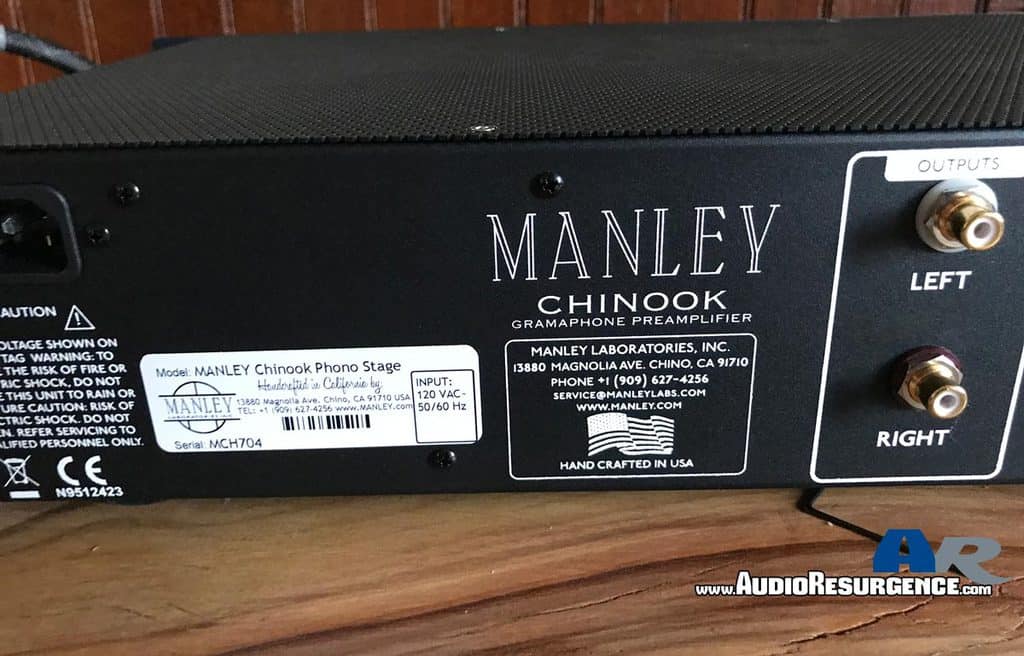 AUTION
OLTAGE SHOWN ON
TAG WARNING: TO
E THE RISK OF FIRE OR
RIC SHOCK, DO NOT
E THIS UNIT TO RAIN OR
URE CAUTION: RISK OF
CTRIC SHOCK. DO NOT
EN. REFER SERVICING TO
LIFIED PERSONNEL ONLY.
CE
N9512423
Model: MANLEY Chinook Phono Stage
Handcrafted in California by:
MANLEY
13880 Magnolia Ave. Chino, CA 91710 USA
TEL: +1 (909) 627-4256 www.MANLEY.com
Serial: MCH704
INPUT:
120 VAC~
50/60 Hz
MANLEY
CHINOOK
GRAMAPHONE PREAMPLIFIER
MANLEY LABORATORIES, INC.
13880 MAGNOLIA AVE. CHINO, CA 91710
PHONE +1 (909) 627-4256
SERVICE@MANLEYLABS.COM
WWW.MANLEY.COM
HAND CRAFTED IN USA
OUTPUTS
LEFT
RIGHT
AR
www.AudioResurgence.com